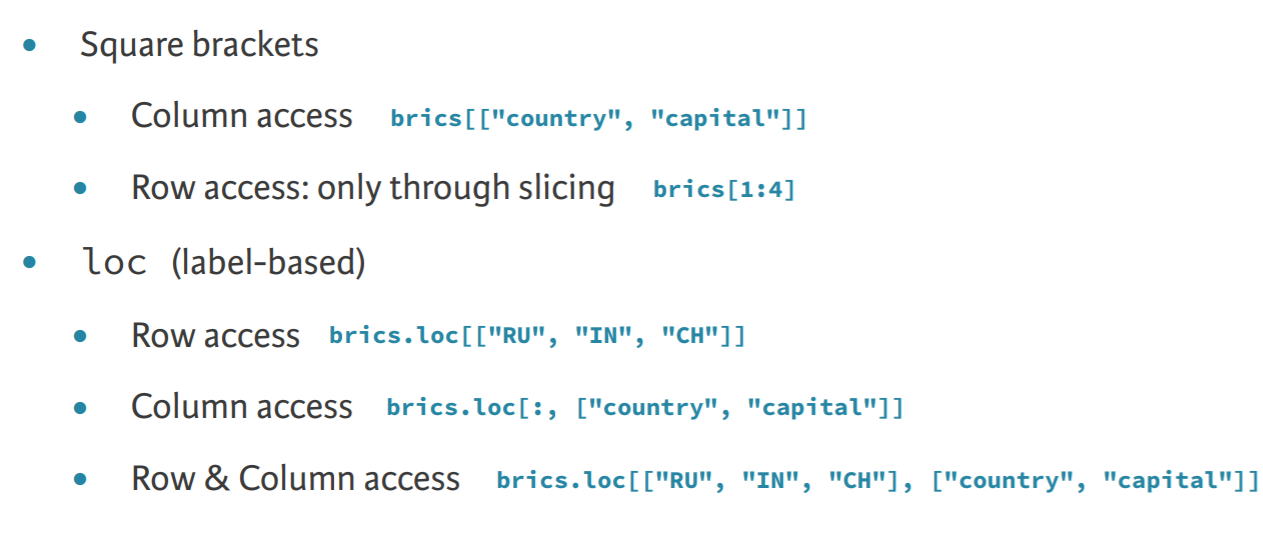 Square brackets
Column access brics[["country", "capital"]]
Row access: only through slicing brics[1:4]
loc (label-based)
Row access brics.loc[["RU", "IN", "CH"]]
Column access brics.loc[:, ["country", "capital"]]
Row & Column access brics.loc[["RU", "IN", "CH"], ["country", "capital"]]